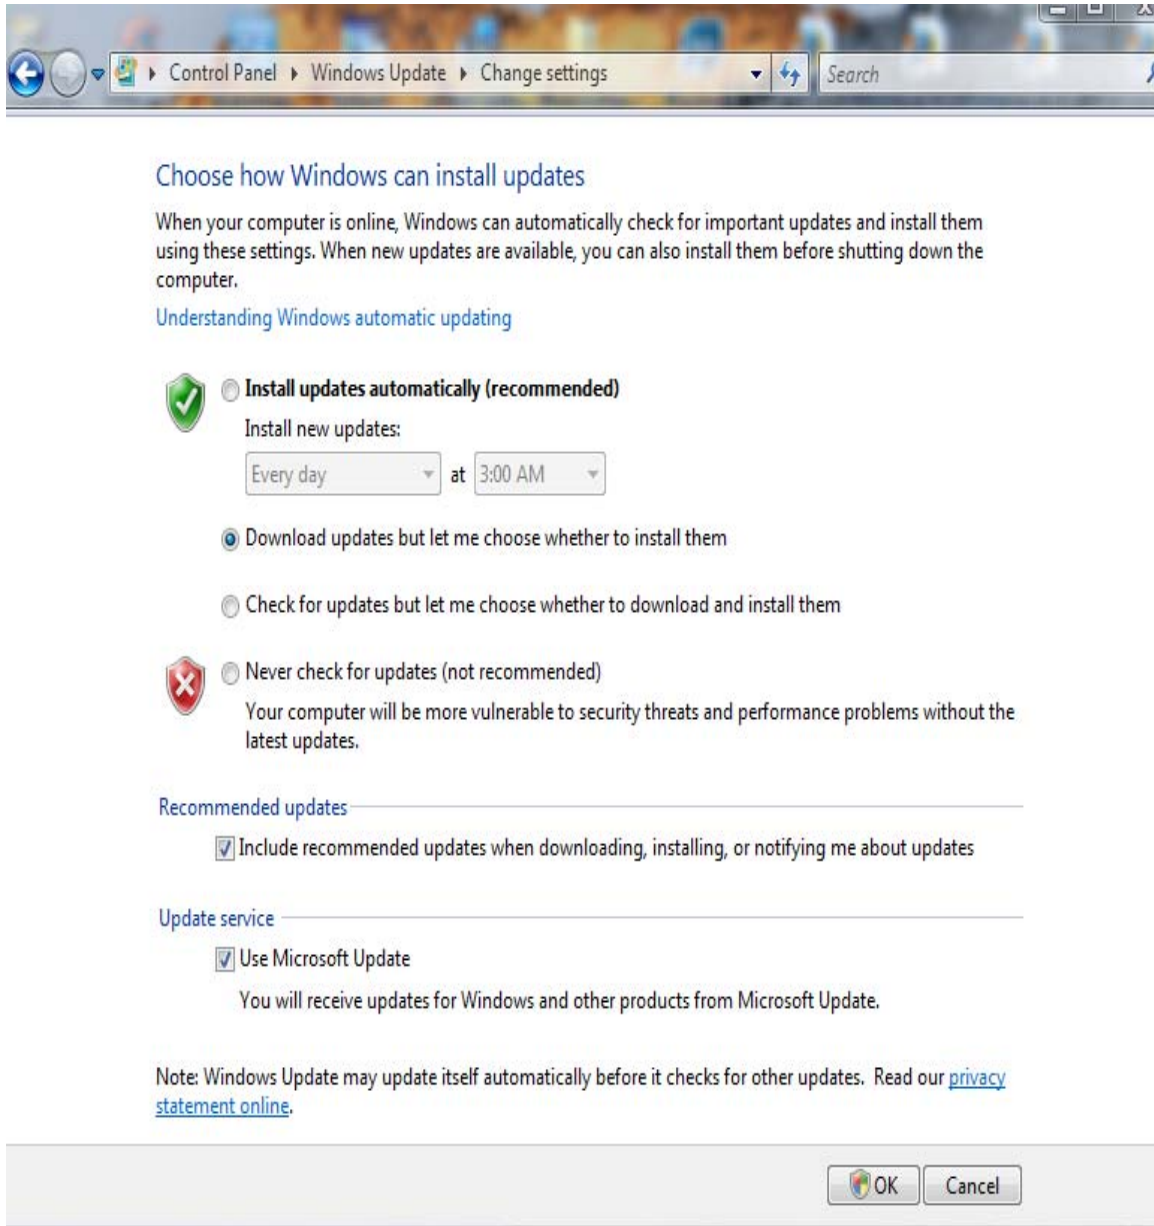 Control Panel Windows Update Change settings Search
Choose how Windows can install updates
When your computer is online, Windows can automatically check for important updates and install them
using these settings. When new updates are available, you can also install them before shutting down the
computer.
Understanding Windows automatic updating
Install updates automatically (recommended)
Install new updates:
Every day at 3:00 AM
Download updates but let me choose whether to install them
Check for updates but let me choose whether to download and install them
Never check for updates (not recommended)
Your computer will be more vulnerable to security threats and performance problems without the
latest updates.
Recommended updates
Include recommended updates when downloading, installing, or notifying me about updates
Update service
Use Microsoft Update
You will receive updates for Windows and other products from Microsoft Update.
Note: Windows Update may update itself automatically before it checks for other updates. Read our privacy
statement online.
OK Cancel